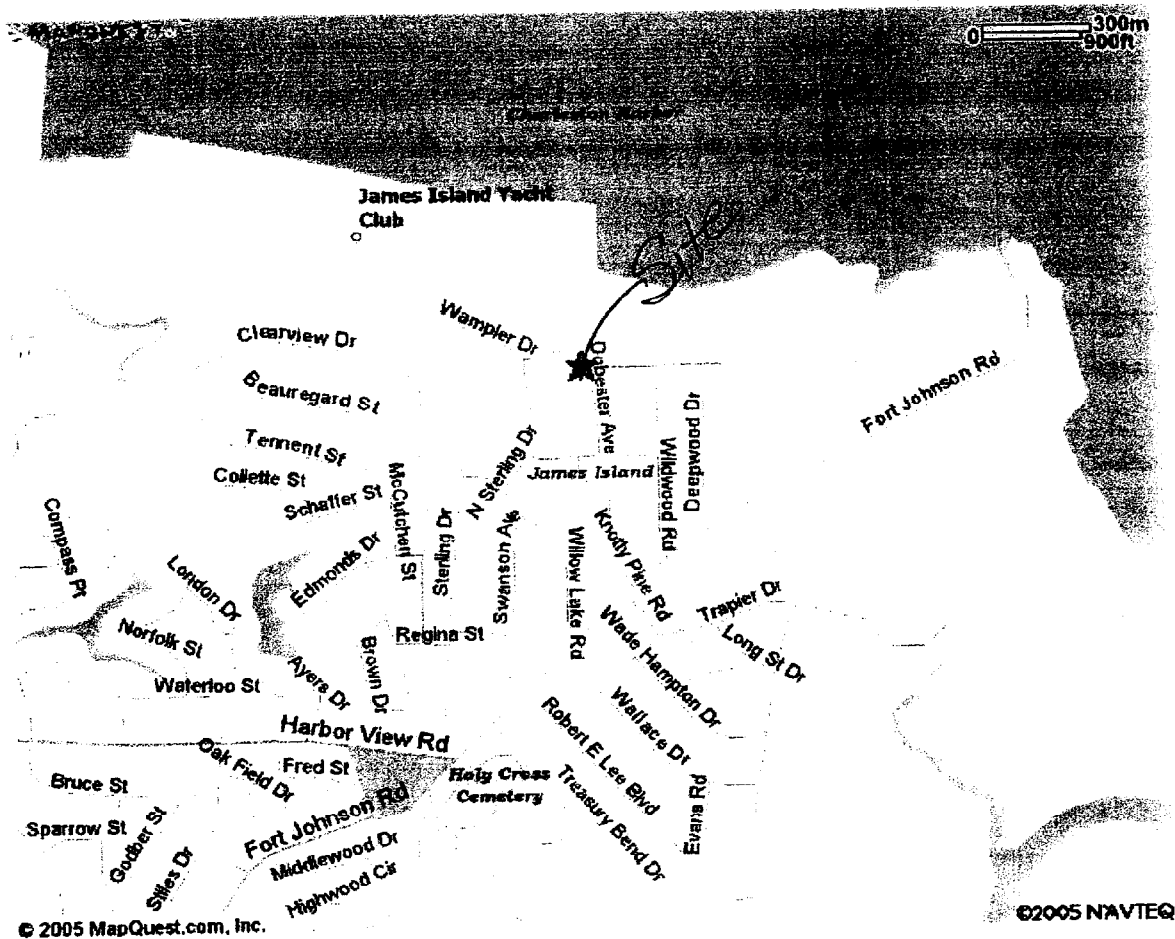 300m
0
900ft
Charleston Harbor
James Island Yacht
Club
Site
Wampler Dr
Clearview Dr
Beauregard St
Fort Johnson Rd
Tennent St
Collette St
Schaffer St
McCutchen St
N Sterling Dr
James Island
Wildwood Rd
Deepwood Dr
Compass Pt
London Dr
Edmonds Dr
Sterling Dr
Swanson Ave
Willow Lake Rd
Knotty Pine Rd
Trapier Dr
Long St Dr
Norfolk St
Regina St
Wade Hampton Dr
Waterloo St
Ayers Dr
Brown Dr
Harbor View Rd
Wallace Dr
Robert E Lee Blvd
Oak Field Dr
Fred St
Holy Cross
Cemetery
Treasury Bend Dr
Evans Rd
Bruce St
Sparrow St
Godber St
Stiles Dr
Fort Johnson Rd
Middlewood Dr
Highwood Cir
© 2005 MapQuest.com, Inc.
©2005 NAVTEQ